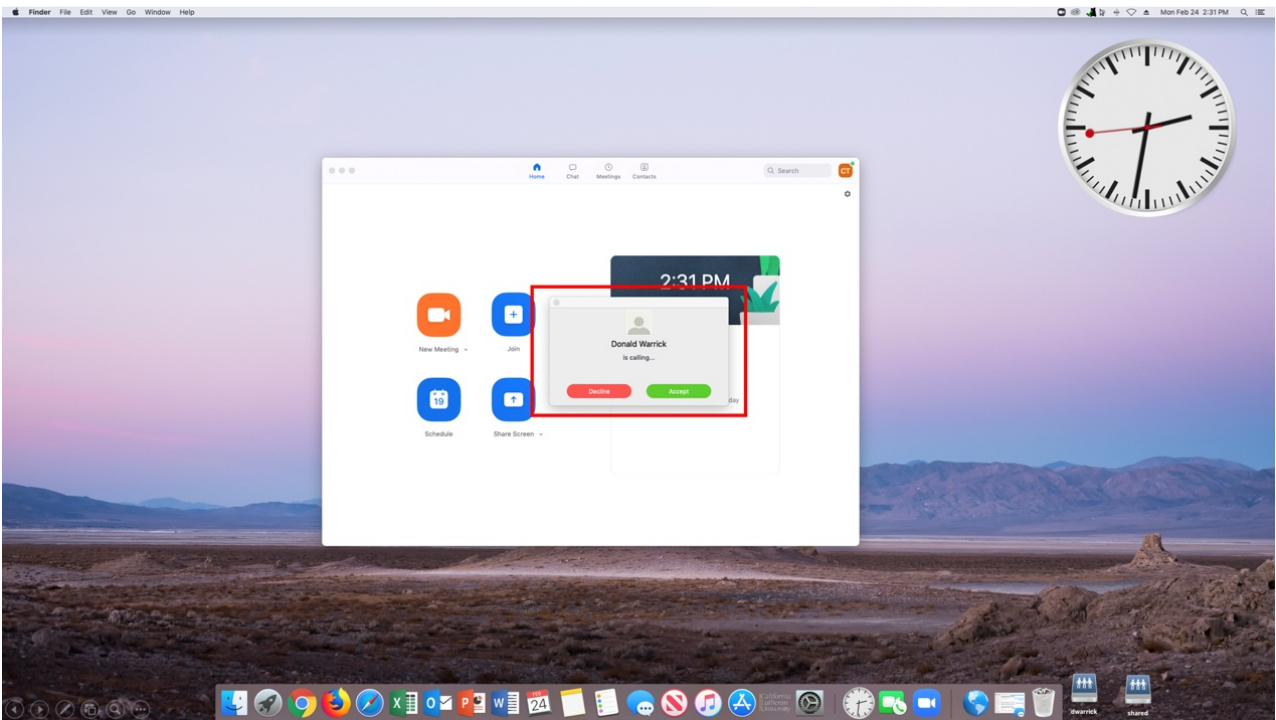 Finder File Edit View Go Window Help
Mon Feb 24 2:31 PM
Home Chat Meetings Contacts
Search
CT
2:31 PM
Donald Warrick
is calling...
Decline Accept
New Meeting Join
day
19
Schedule Share Screen
FEB
24
dwarrick shared